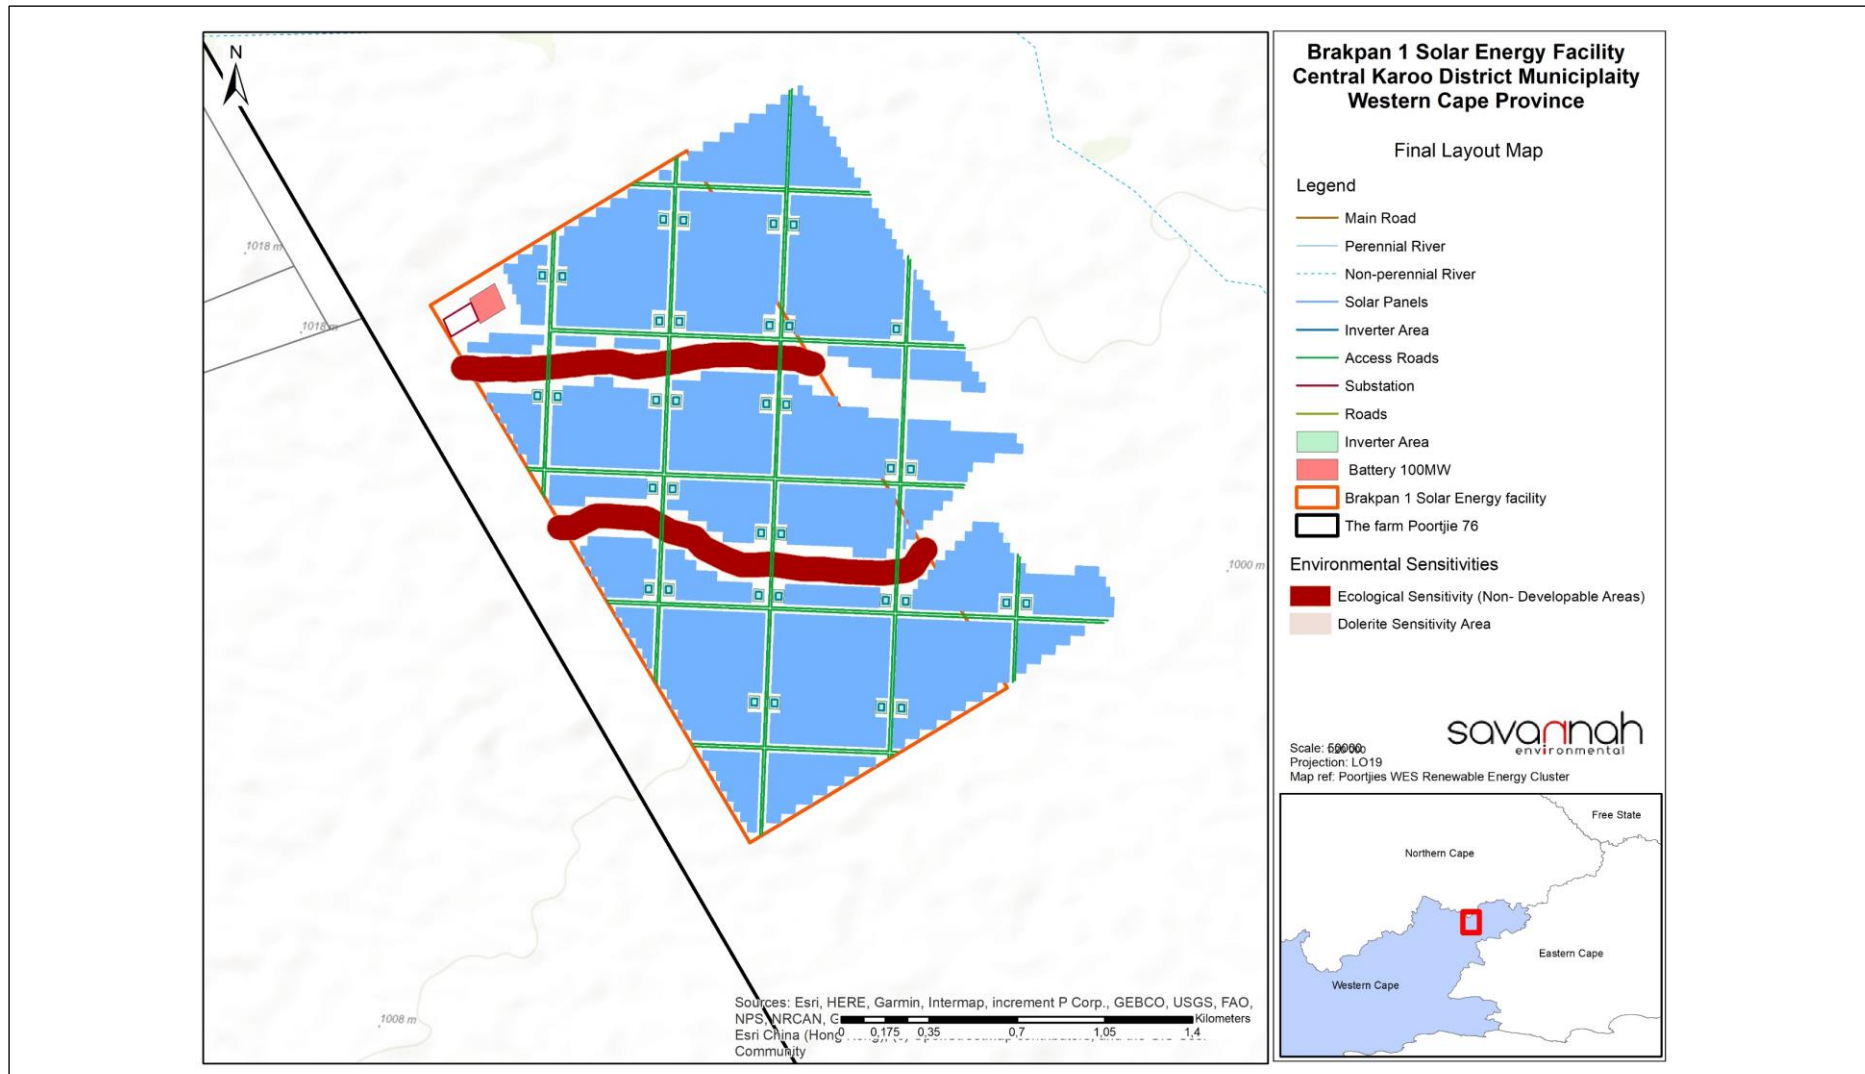 N
1018 m
1018 m
1000 m
1008 m
Sources: Esri, HERE, Garmin, Intermap, increment P Corp., GEBCO, USGS, FAO,
NPS, NRCAN,
Esri China (Hong
Community
0 0,175 0,35 0,7 1,05 1,4
Kilometers
Brakpan 1 Solar Energy Facility
Central Karoo District Municiplaity
Western Cape Province
Final Layout Map
Legend
Main Road
Perennial River
Non-perennial River
Solar Panels
Inverter Area
Access Roads
Substation
Roads
Inverter Area
Battery 100MW
Brakpan 1 Solar Energy facility
The farm Poortjie 76
Environmental Sensitivities
Ecological Sensitivity (Non- Developable Areas)
Dolerite Sensitivity Area
savannah
environmental
Scale:
Projection: LO19
Map ref: Poortjies WES Renewable Energy Cluster
Free State
Northern Cape
Eastern Cape
Western Cape